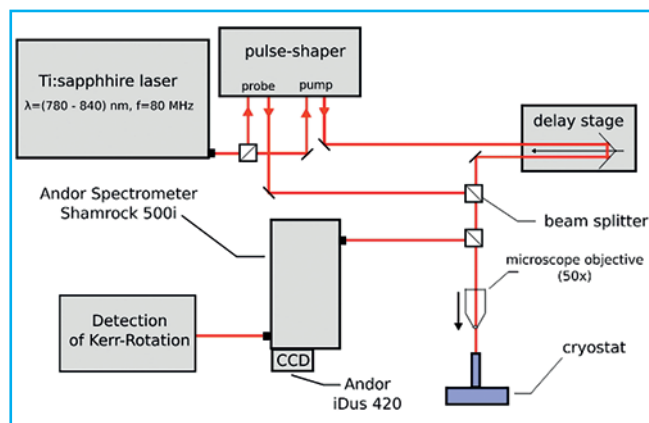 Ti:sapphhire laser
λ=(780 - 840) nm, f=80 MHz
pulse-shaper
probe
pump
delay stage
Andor Spectrometer
Shamrock 500i
beam splitter
microscope objective
(50x)
Detection
of Kerr-Rotation
CCD
cryostat
Andor
iDus 420